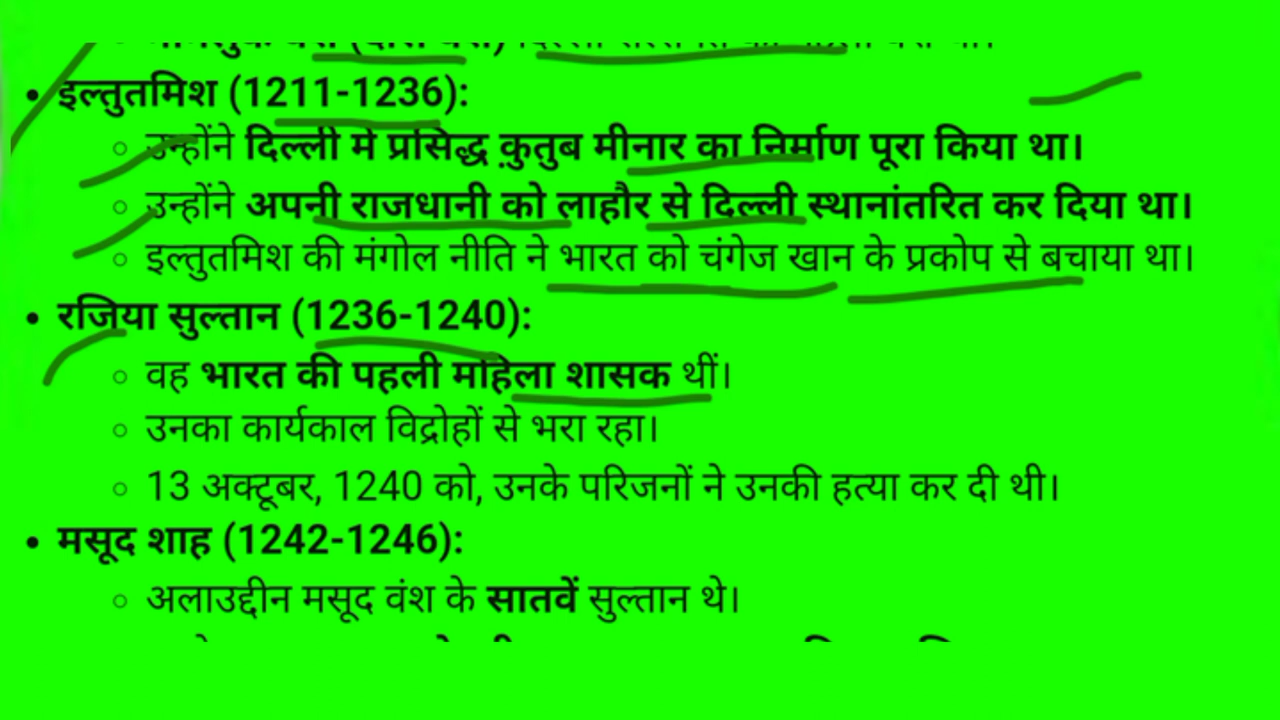 • इल्तुतमिश (1211-1236):
○ उन्होंने दिल्ली में प्रसिद्ध कुतुब मीनार का निर्माण पूरा किया था।
○ उन्होंने अपनी राजधानी को लाहौर से दिल्ली स्थानांतरित कर दिया था।
○ इल्तुतमिश की मंगोल नीति ने भारत को चंगेज खान के प्रकोप से बचाया था।
• रजिया सुल्तान (1236-1240):
○ वह भारत की पहली महिला शासक थीं।
○ उनका कार्यकाल विद्रोहों से भरा रहा।
○ 13 अक्टूबर, 1240 को, उनके परिजनों ने उनकी हत्या कर दी थी।
• मसूद शाह (1242-1246):
○ अलाउद्दीन मसूद वंश के सातवें सुल्तान थे।